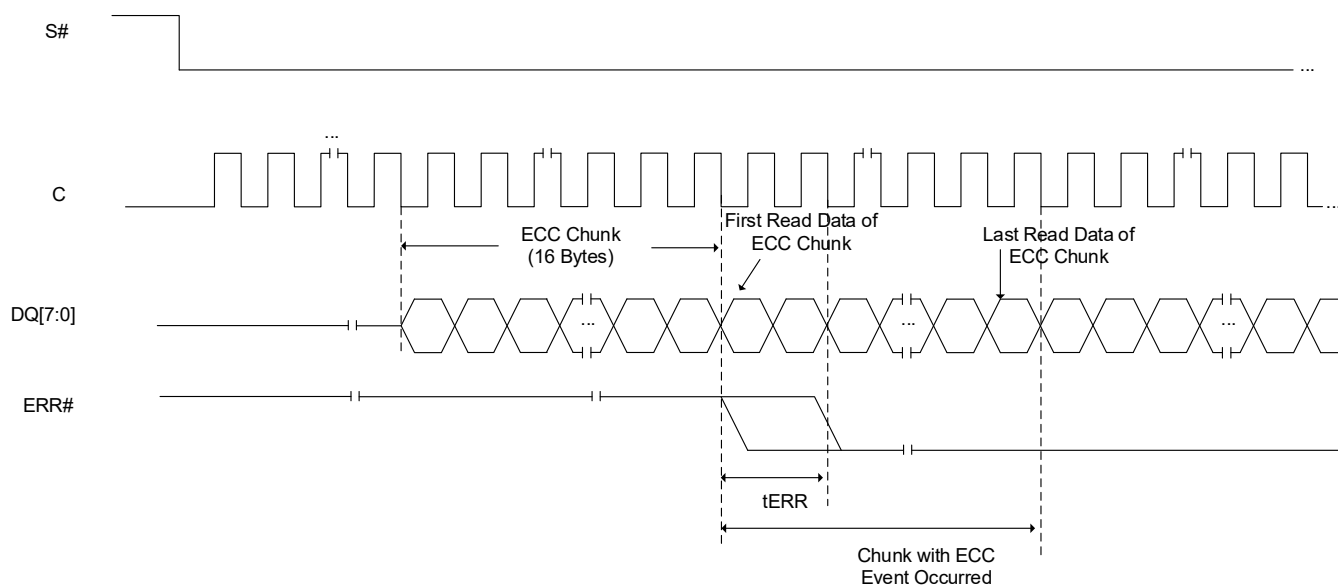 S#
...
...
C
...
ECC Chunk
(16 Bytes)
First Read Data of
ECC Chunk
Last Read Data of
ECC Chunk
DQ[7:0]
...
...
...
ERR#
tERR
Chunk with ECC
Event Occurred